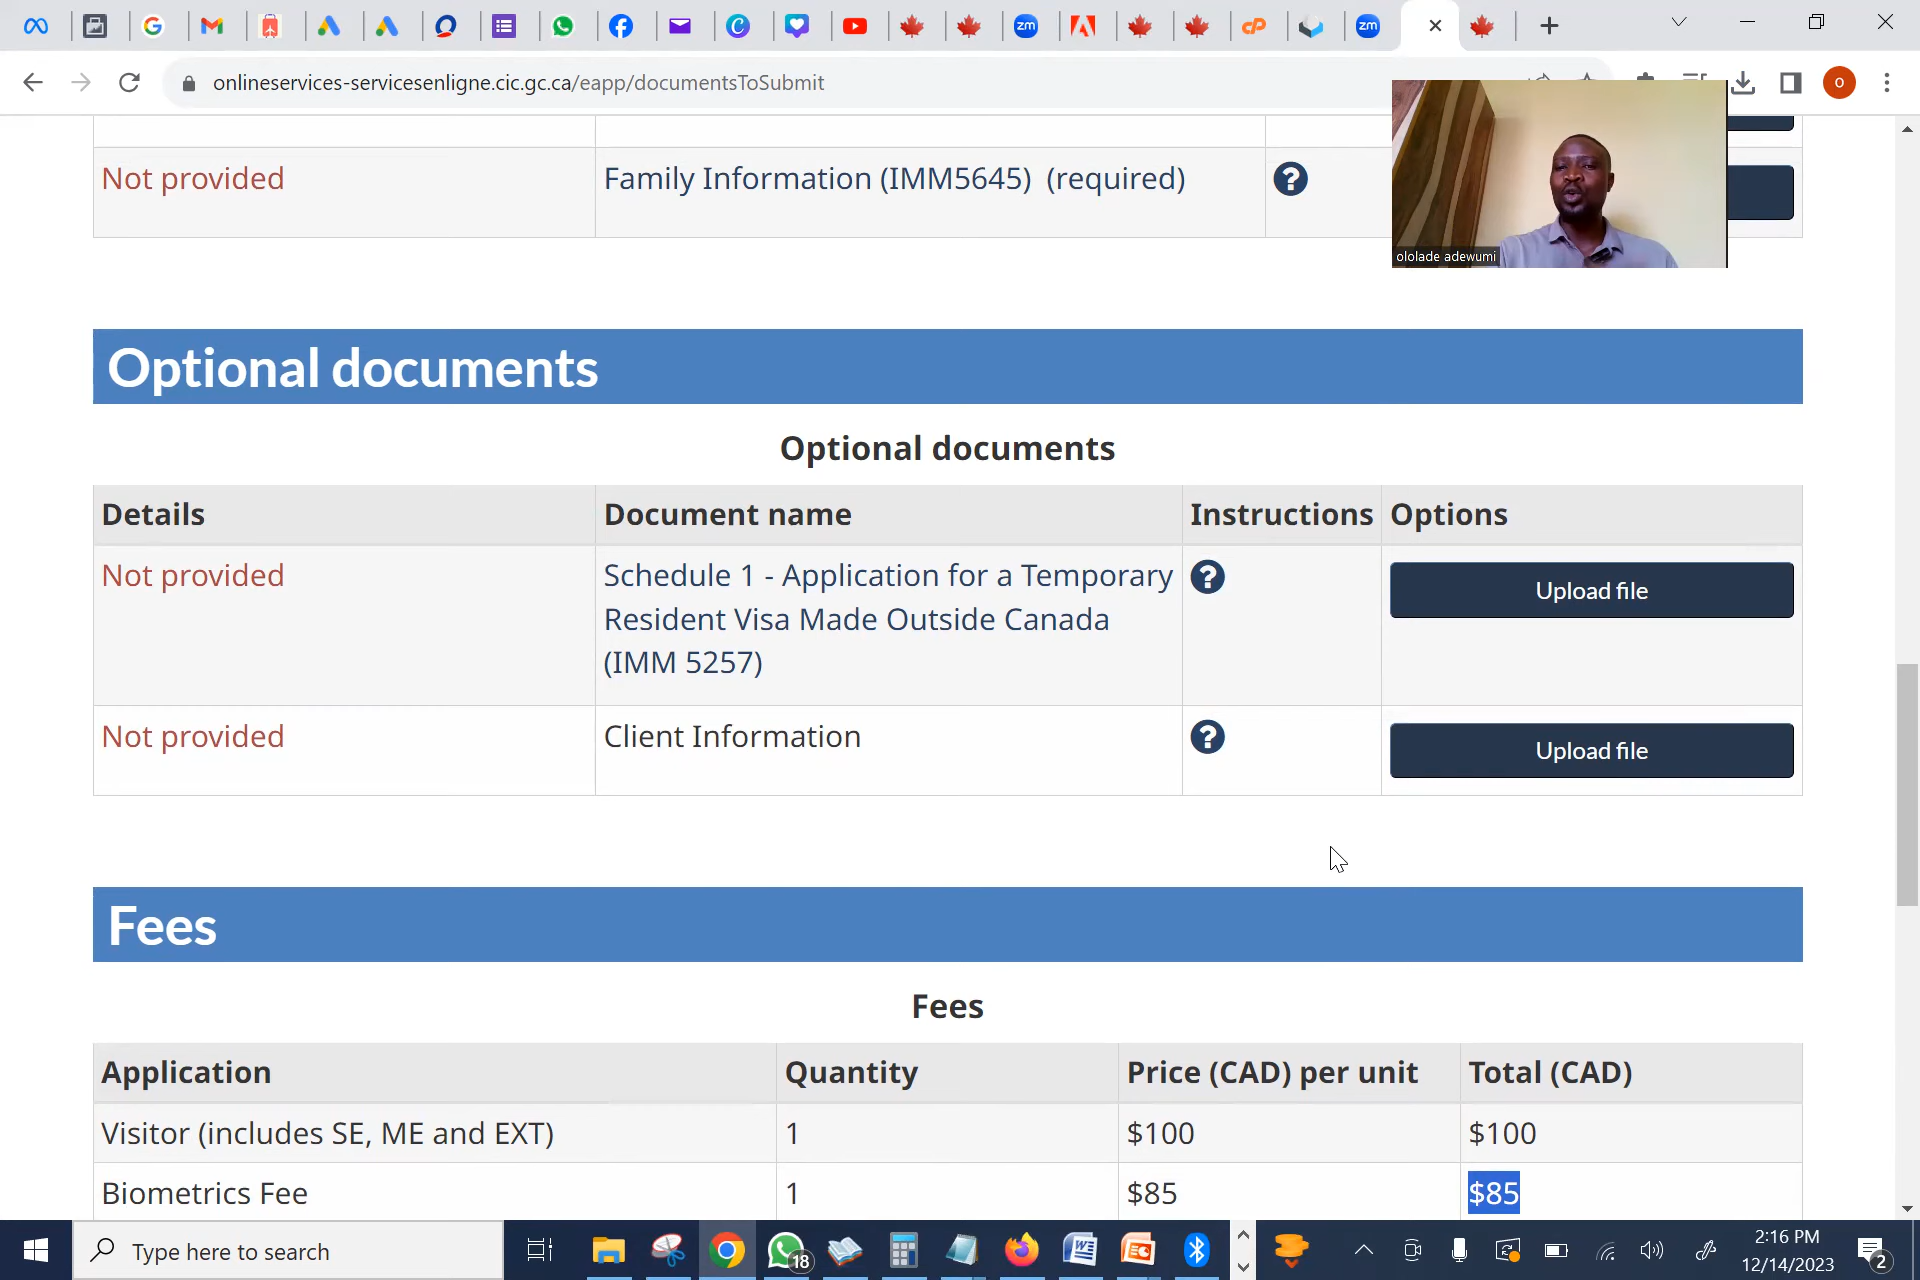 onlineservices-servicesenligne.cic.gc.ca/eapp/documentsToSubmit
O
Not provided
Family Information (IMM5645) (required)
?
ololade adewumi
Optional documents
Optional documents
Details Document name Instructions Options
Not provided
Schedule 1 - Application for a Temporary
Resident Visa Made Outside Canada
(IMM 5257)
?
Upload file
Not provided
Client Information
?
Upload file
Fees
Fees
Application Quantity Price (CAD) per unit Total (CAD)
Visitor (includes SE, ME and EXT) 1 $100 $100
Biometrics Fee 1 $85 $85
Type here to search
18
2:16 PM
12/14/2023
2